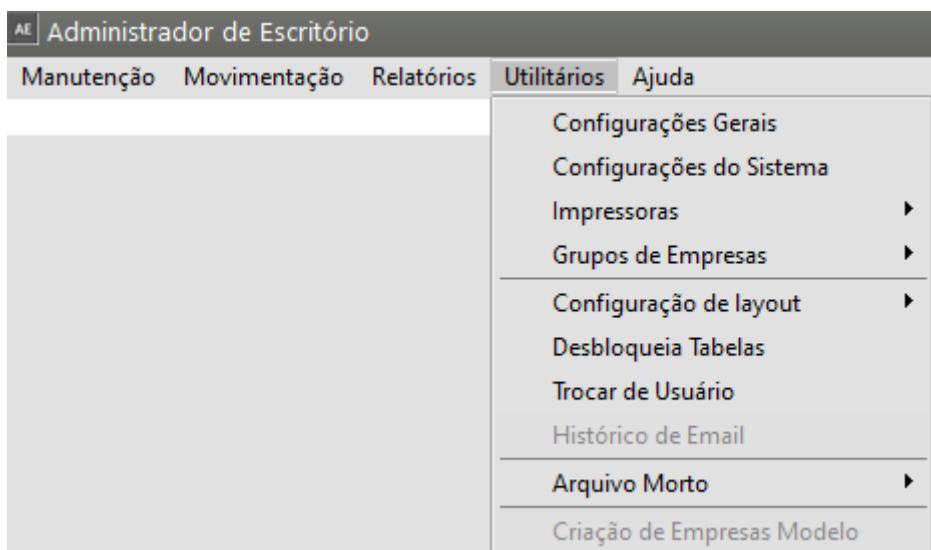 AE Administrador de Escritório
Manutenção Movimentação Relatórios Utilitários Ajuda
Configurações Gerais
Configurações do Sistema
Impressoras
Grupos de Empresas
Configuração de layout
Desbloqueia Tabelas
Trocar de Usuário
Histórico de Email
Arquivo Morto
Criação de Empresas Modelo